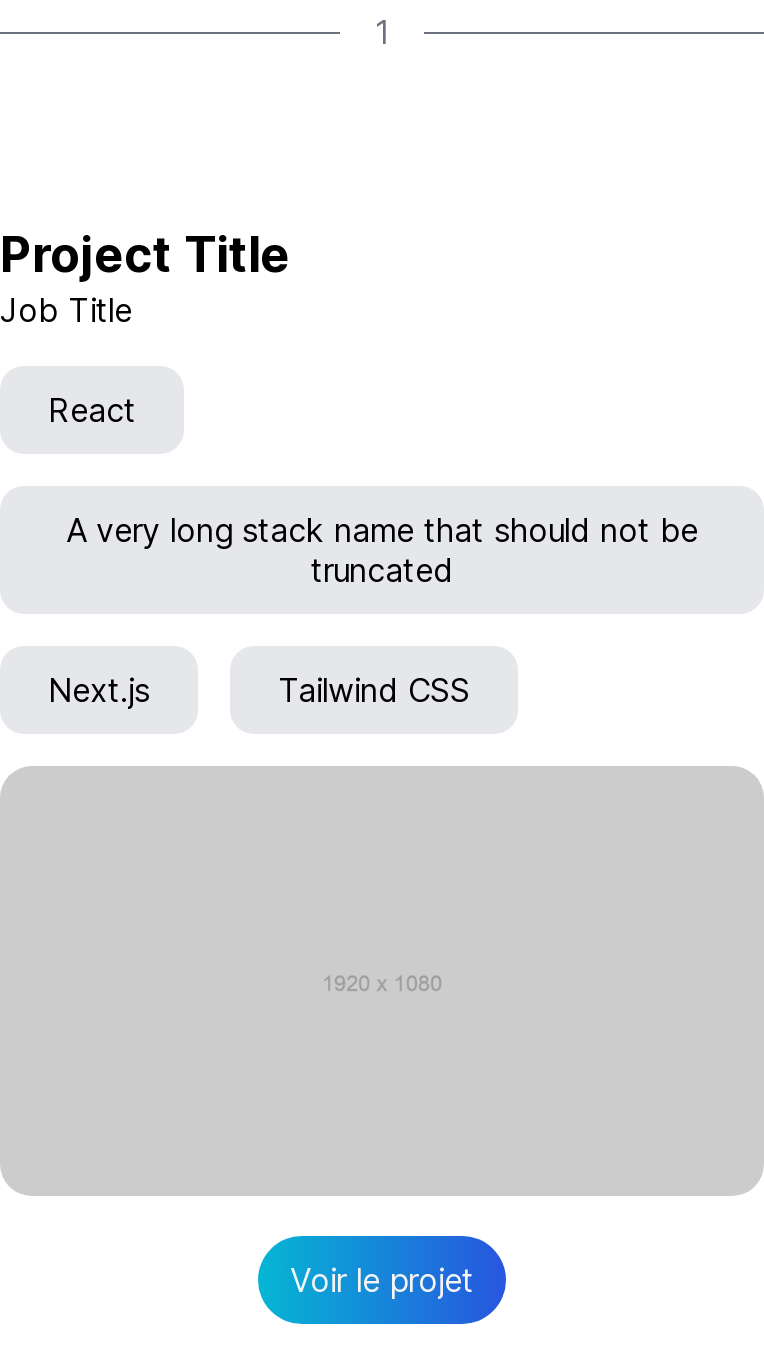 1
Project Title
Job Title
React
A very long stack name that should not be
truncated
Next.js
Tailwind CSS
1920 x 1080
Voir le projet